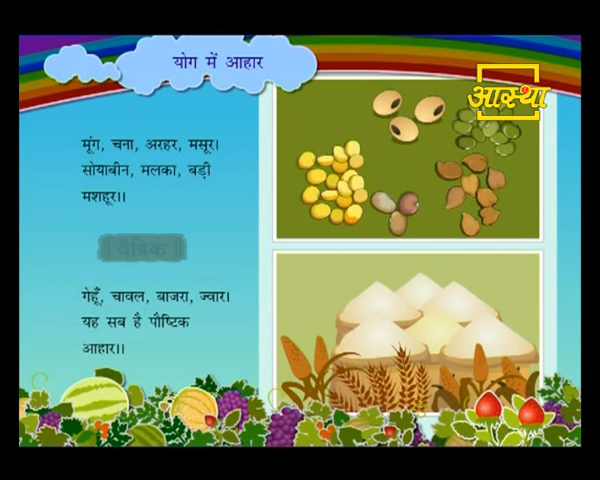 योग में आहार
आस्था
मूंग, चना, अरहर, मसूर।
सोयाबीन, मलका, बड़ी
मशहूर।।
॥ वैदिक ॥
गेहूँ, चावल, बाजरा, ज्वार।
यह सब है पौष्टिक
आहार।।